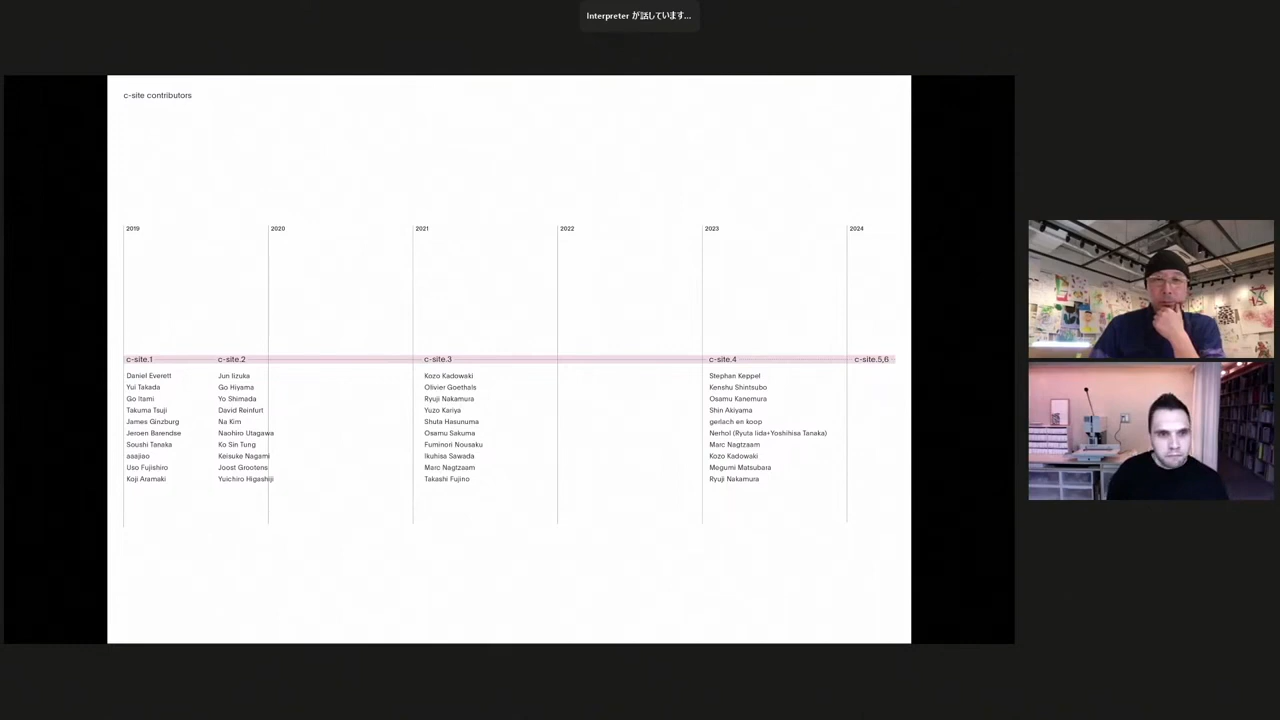 Interpreter が話しています...
c-site contributors
2019
2020
2021
2022
2023
2024
c-site.1
c-site.2
c-site.3
c-site.4
c-site.5,6
Daniel Everett
Yui Takada
Go Itami
Takuma Tsuji
James Ginzburg
Jeroen Barendse
Soushi Tanaka
asajiao
Uso Fujishiro
Koji Aramaki
Jun Iizuka
Go Hiyama
Yo Shimada
David Reinfurt
Na Kim
Naohiro Utagawa
Ko Sin Tung
Keisuke Nagami
Joost Grootens
Yuichiro Higashiji
Kozo Kadowaki
Olivier Goethals
Ryuji Nakamura
Yuzo Kariya
Shuta Hasunuma
Osamu Sakuma
Fuminori Nousaku
Ikuhisa Sawada
Marc Nagtzaam
Takashi Fujino
Stephan Keppel
Kenshu Shintsubo
Osamu Kanemura
Shin Akiyama
gerlach en koop
Nerhol (Ryuta Iida+Yoshihisa Tanaka)
Marc Nagtzaam
Kozo Kadowaki
Megumi Matsubara
Ryuji Nakamura